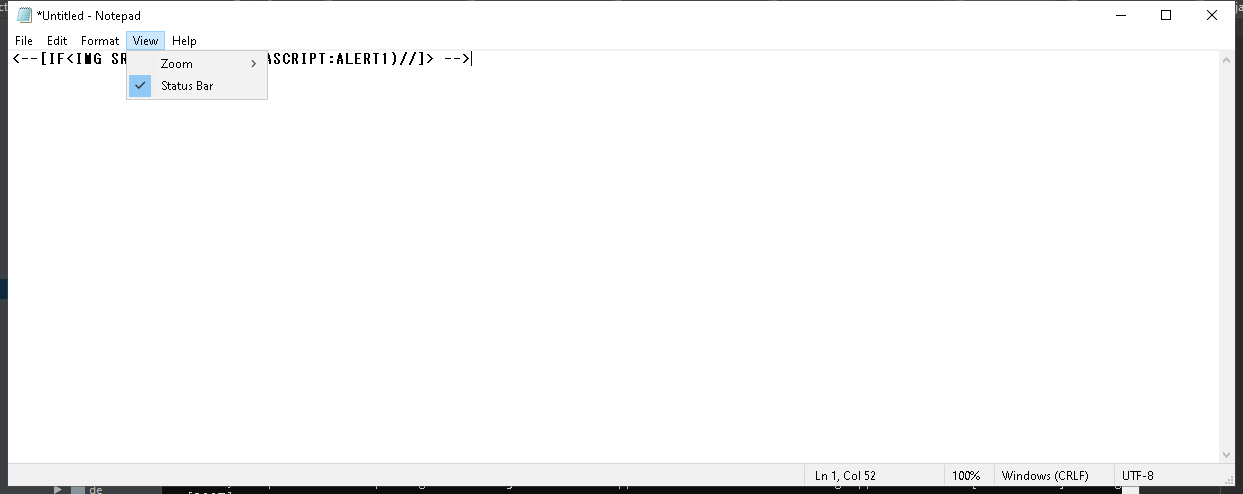 *Untitled - Notepad
File Edit Format View Help
<--[IF<IMG SR ASCRIPT:ALERT1)//]> -->
Zoom
Status Bar
Ln 1, Col 52 100% Windows (CRLF) UTF-8
de